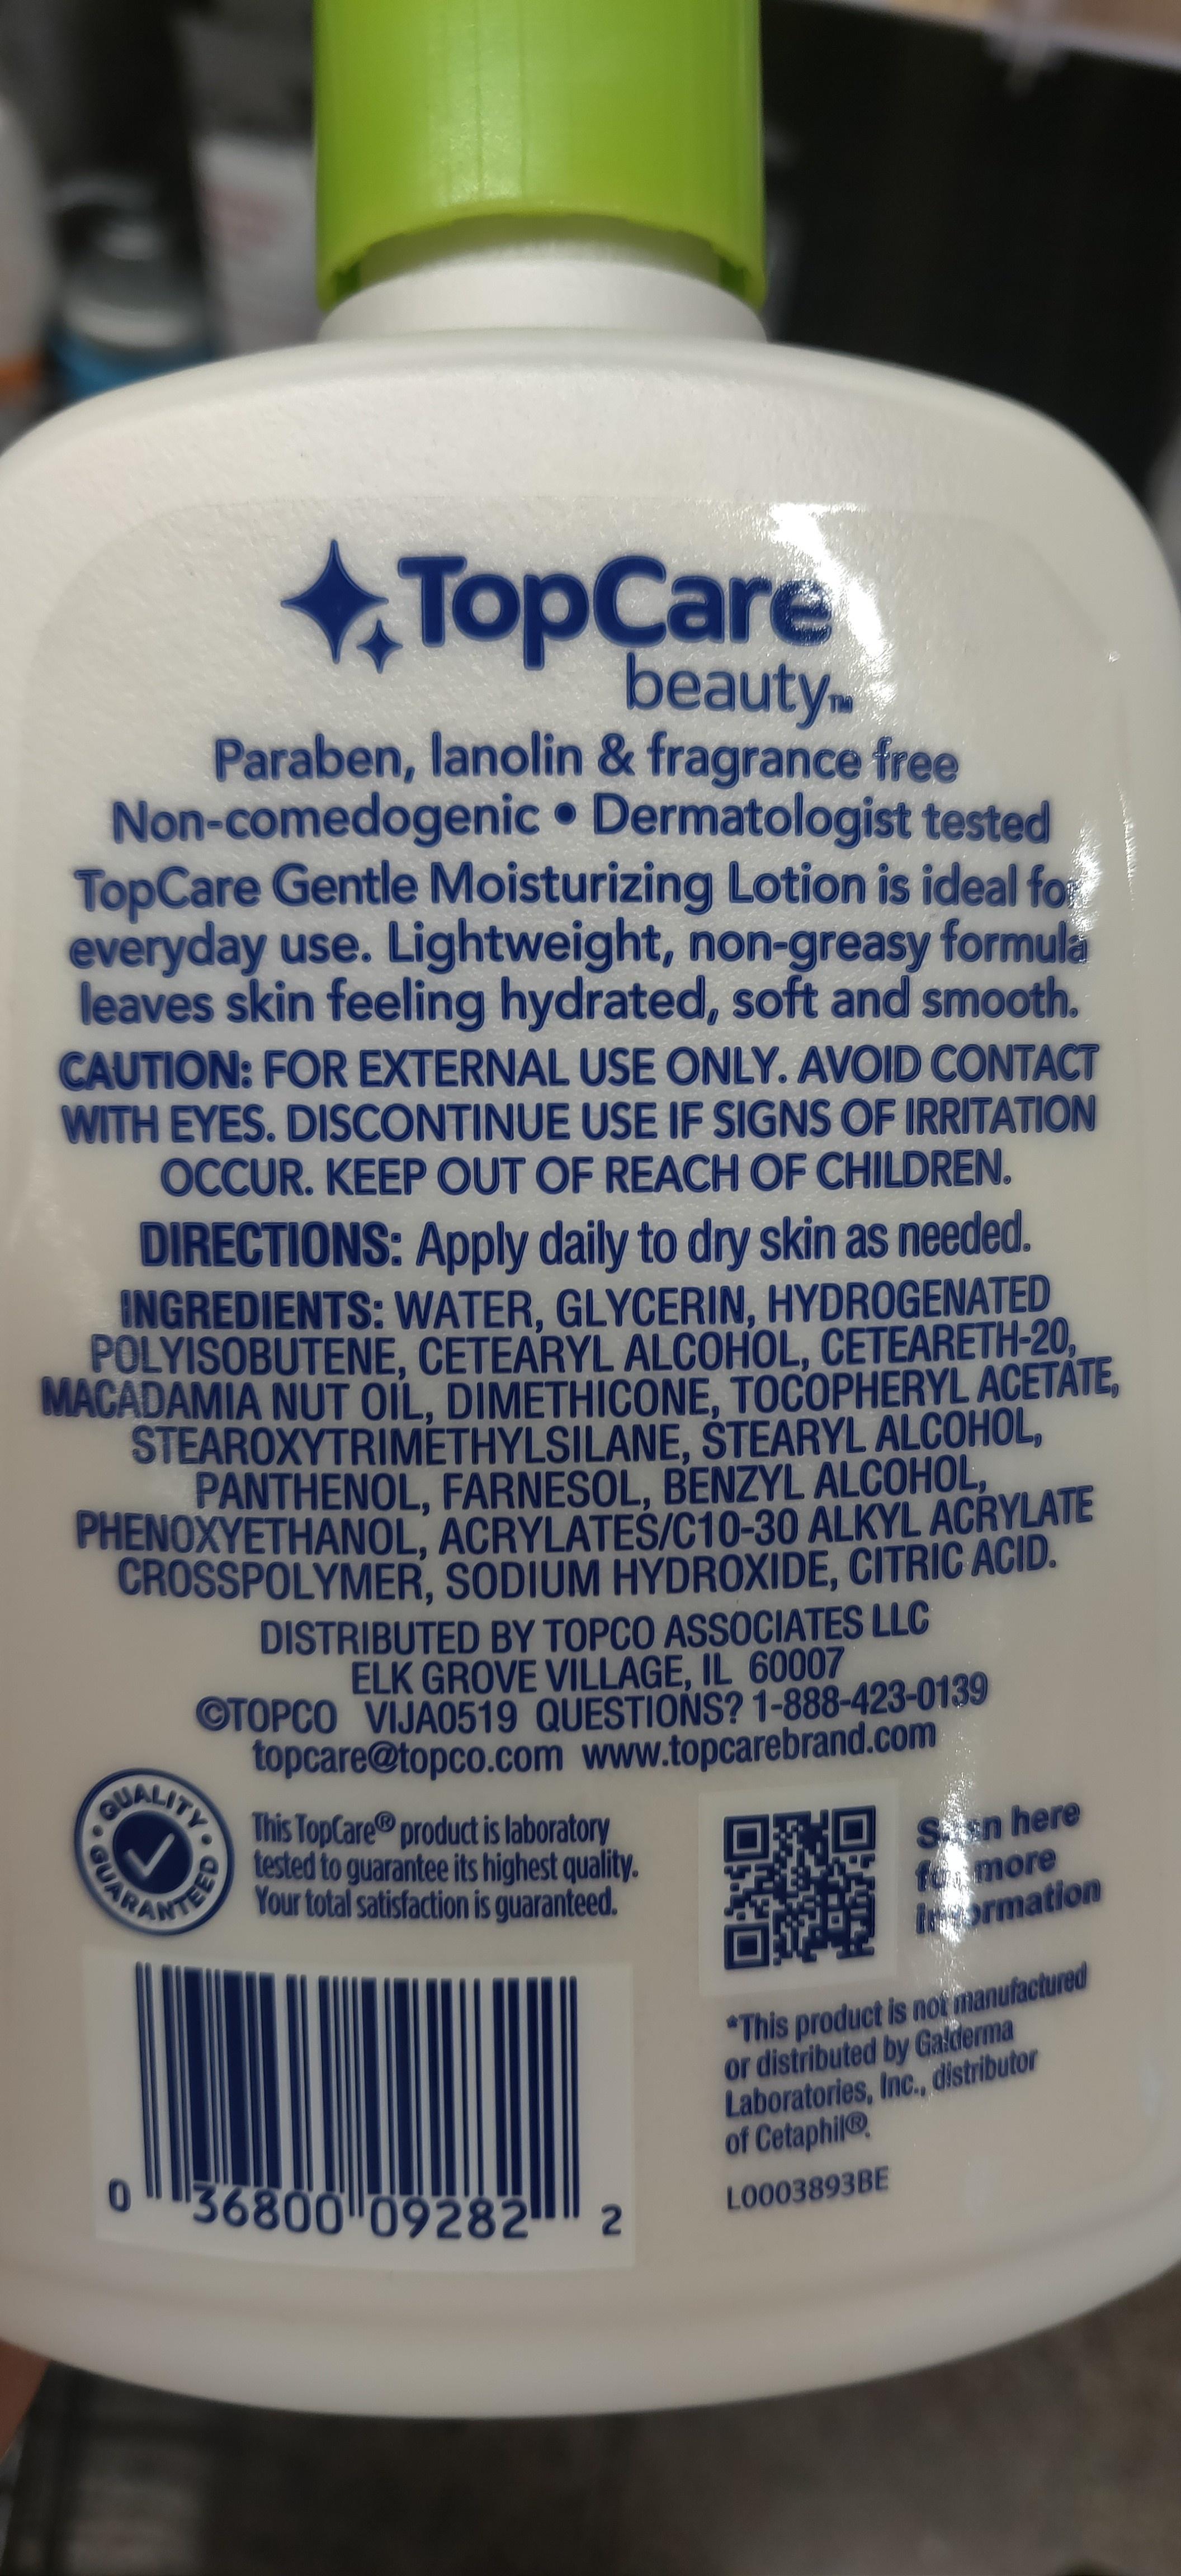 TopCare
beauty™
Paraben, lanolin & fragrance free
Non-comedogenic • Dermatologist tested
TopCare Gentle Moisturizing Lotion is ideal for
everyday use. Lightweight, non-greasy formula
leaves skin feeling hydrated, soft and smooth.
CAUTION: FOR EXTERNAL USE ONLY. AVOID CONTACT
WITH EYES. DISCONTINUE USE IF SIGNS OF IRRITATION
OCCUR. KEEP OUT OF REACH OF CHILDREN.
DIRECTIONS: Apply daily to dry skin as needed.
INGREDIENTS: WATER, GLYCERIN, HYDROGENATED
POLYISOBUTENE, CETEARYL ALCOHOL, CETEARETH-20,
MACADAMIA NUT OIL, DIMETHICONE, TOCOPHERYL ACETATE,
STEAROXYTRIMETHYLSILANE, STEARYL ALCOHOL,
PANTHENOL, FARNESOL, BENZYL ALCOHOL,
PHENOXYETHANOL, ACRYLATES/C10-30 ALKYL ACRYLATE
CROSSPOLYMER, SODIUM HYDROXIDE, CITRIC ACID.
DISTRIBUTED BY TOPCO ASSOCIATES LLC
ELK GROVE VILLAGE, IL 60007
©TOPCO VIJA0519 QUESTIONS? 1-888-423-0139
topcare@topco.com www.topcarebrand.com
• QUALITY • GUARANTEED
This TopCare® product is laboratory
tested to guarantee its highest quality.
Your total satisfaction is guaranteed.
Scan here
for more
information
*This product is not manufactured
or distributed by Galderma
Laboratories, Inc., distributor
of Cetaphil®.
L0003893BE
0 36800 09282 2